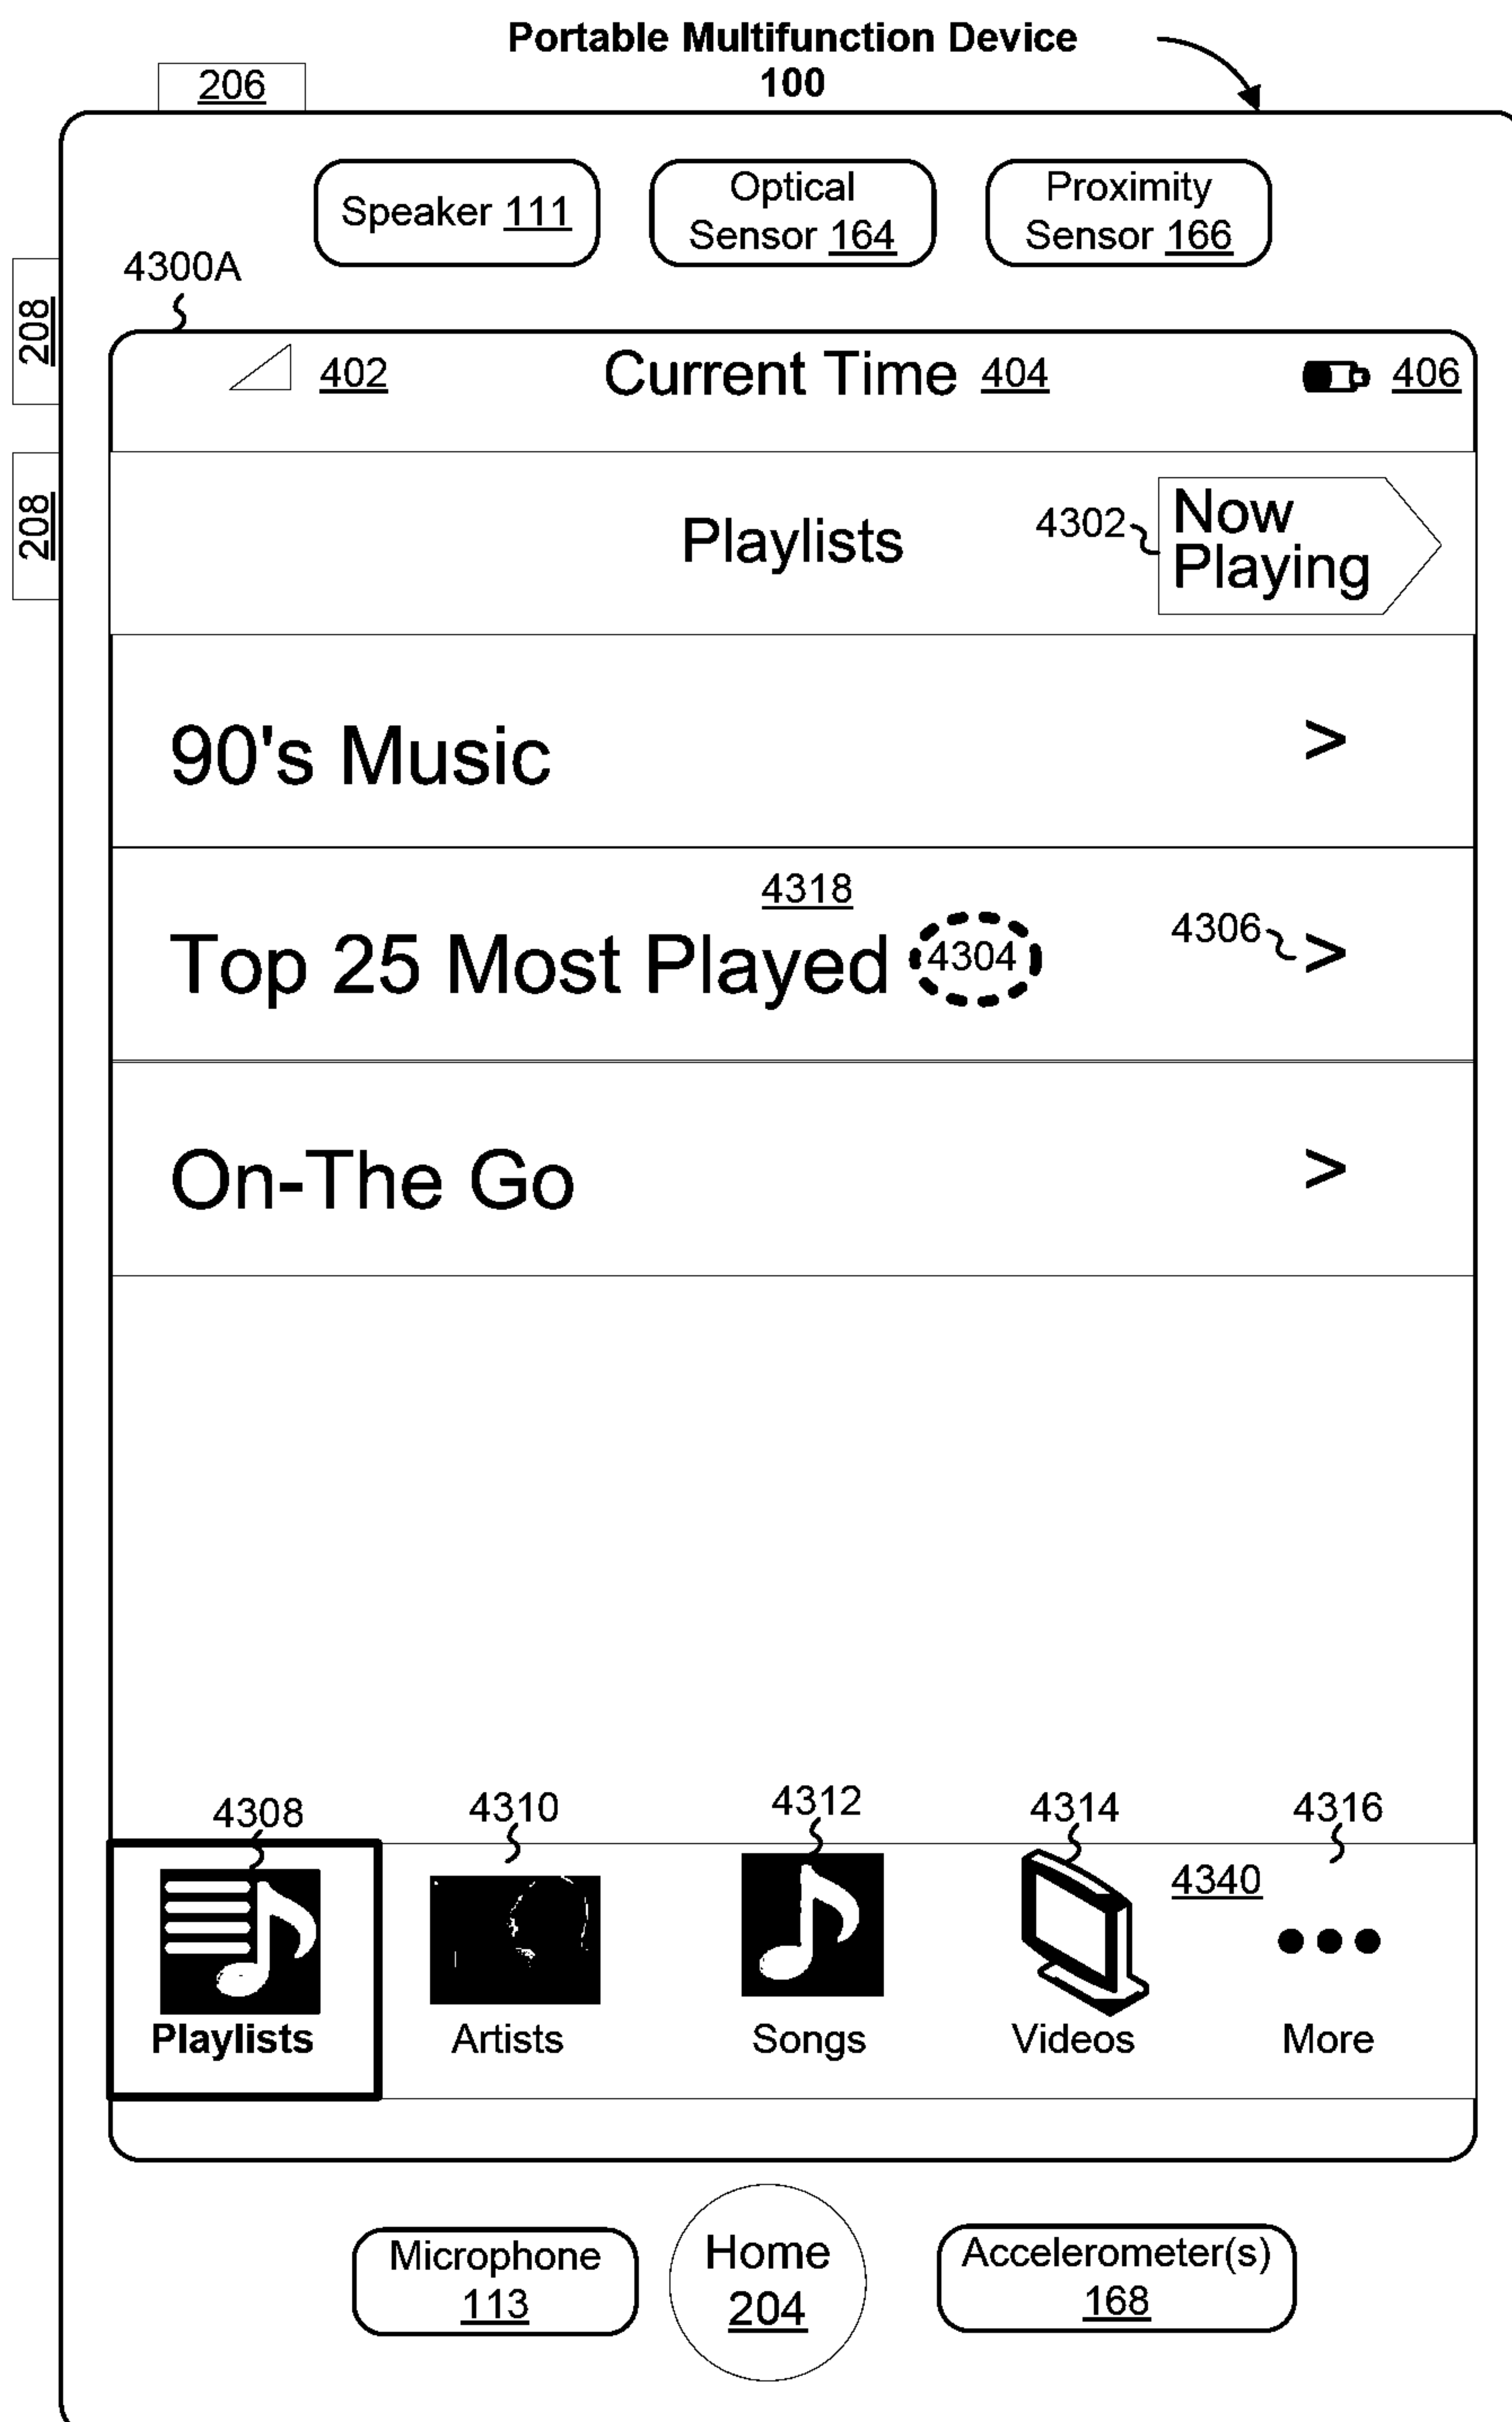 Portable Multifunction Device
100
206
Speaker 111
Optical
Sensor 164
Proximity
Sensor 166
4300A
208
402
Current Time 404
406
208
Playlists
4302
Now
Playing
90's Music
>
4318
Top 25 Most Played
4304
4306
>
On-The Go
>
4308
4310
4312
4314
4316
4340
Playlists
Artists
Songs
Videos
More
Microphone
113
Home
204
Accelerometer(s)
168